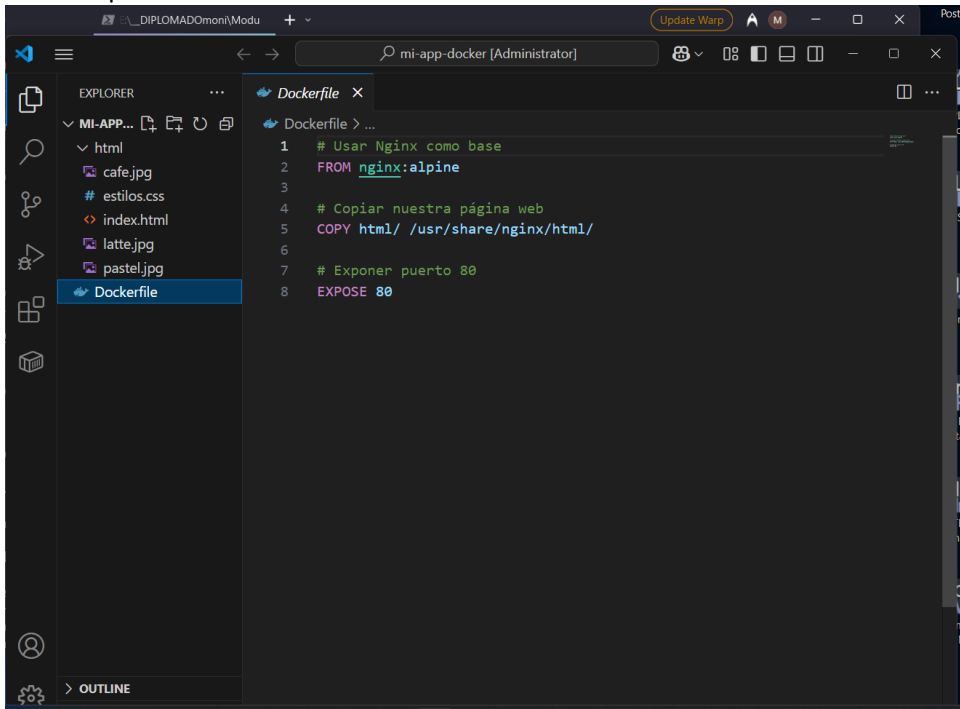 E:\__DIPLOMADOmoni\Modu
Update Warp
M
Post
mi-app-docker [Administrator]
EXPLORER
Dockerfile
MI-APP...
html
cafe.jpg
# estilos.css
<> index.html
latte.jpg
pastel.jpg
Dockerfile
Dockerfile > ...
1 # Usar Nginx como base
2 FROM nginx:alpine
3
4 # Copiar nuestra página web
5 COPY html/ /usr/share/nginx/html/
6
7 # Exponer puerto 80
8 EXPOSE 80
OUTLINE